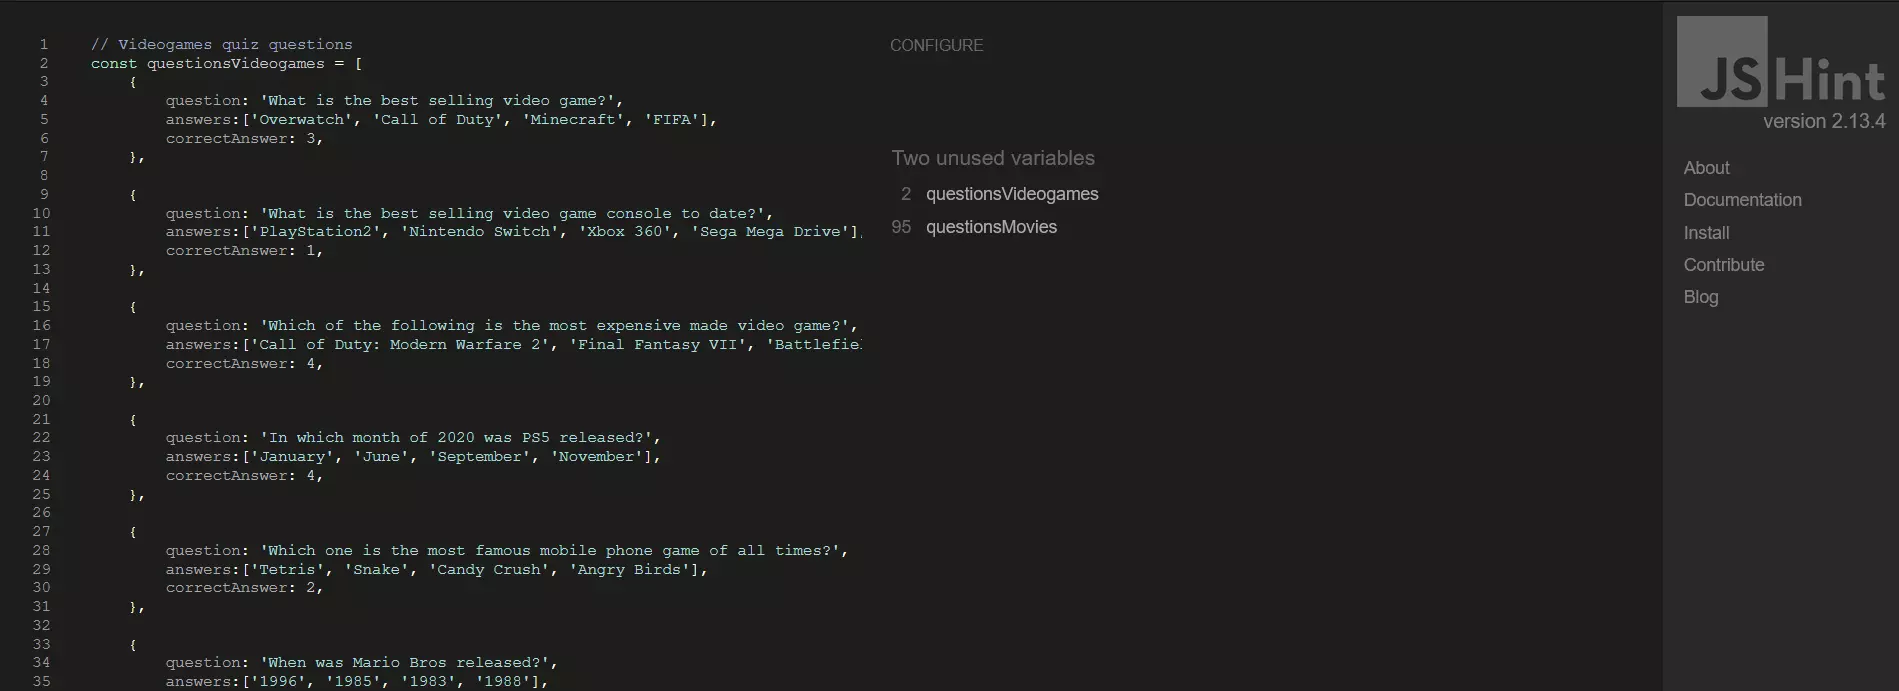 1 // Videogames quiz questions
2 const questionsVideogames = [
3 {
4 question: 'What is the best selling video game?',
5 answers:['Overwatch', 'Call of Duty', 'Minecraft', 'FIFA'],
6 correctAnswer: 3,
7 },
8
9 {
10 question: 'What is the best selling video game console to date?',
11 answers:['PlayStation2', 'Nintendo Switch', 'Xbox 360', 'Sega Mega Drive'],
12 correctAnswer: 1,
13 },
14
15 {
16 question: 'Which of the following is the most expensive made video game?',
17 answers:['Call of Duty: Modern Warfare 2', 'Final Fantasy VII', 'Battlefiel
18 correctAnswer: 4,
19 },
20
21 {
22 question: 'In which month of 2020 was PS5 released?',
23 answers:['January', 'June', 'September', 'November'],
24 correctAnswer: 4,
25 },
26
27 {
28 question: 'Which one is the most famous mobile phone game of all times?',
29 answers:['Tetris', 'Snake', 'Candy Crush', 'Angry Birds'],
30 correctAnswer: 2,
31 },
32
33 {
34 question: 'When was Mario Bros released?',
35 answers:['1996', '1985', '1983', '1988'],
CONFIGURE
Two unused variables
2 questionsVideogames
95 questionsMovies
JSHint
version 2.13.4
About
Documentation
Install
Contribute
Blog